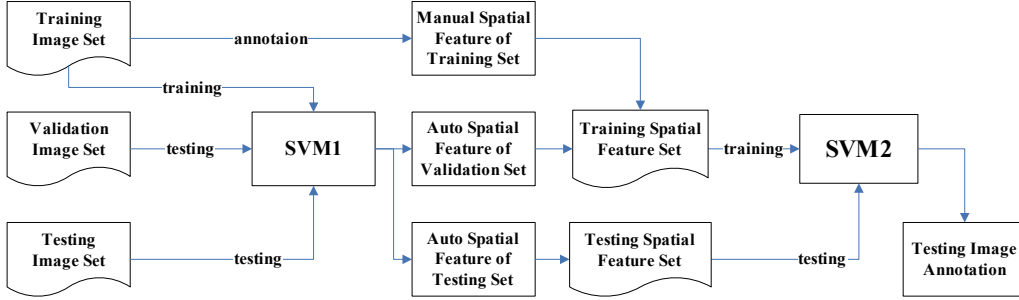 Training
Image Set
annotaion
Manual Spatial
Feature of
Training Set
training
Validation
Image Set
testing
SVM1
Auto Spatial
Feature of
Validation Set
Training Spatial
Feature Set
training
SVM2
Testing
Image Set
testing
Auto Spatial
Feature of
Testing Set
Testing Spatial
Feature Set
testing
Testing Image
Annotation